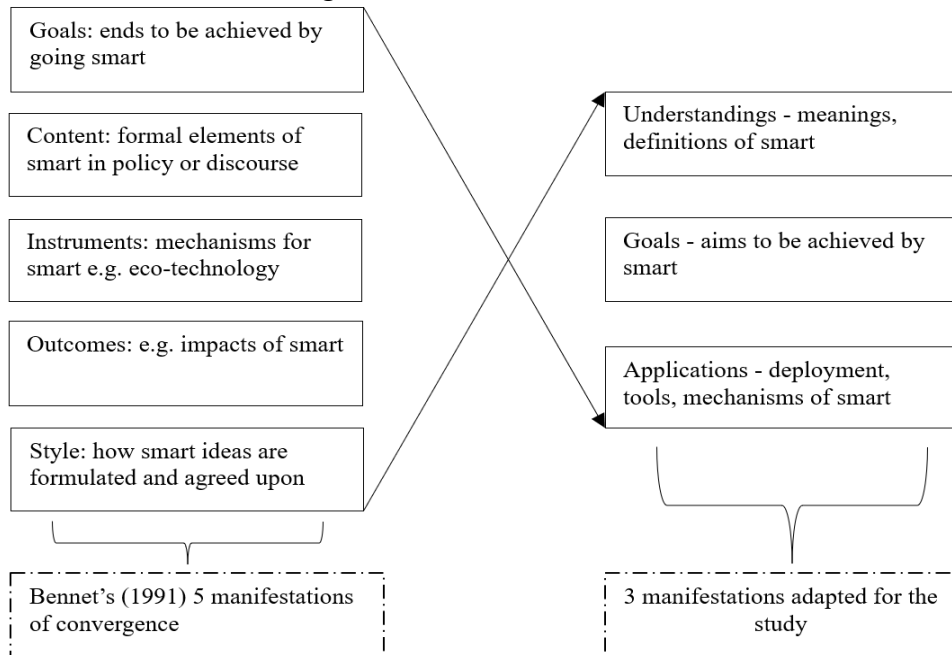 Goals: ends to be achieved by
going smart
Content: formal elements of
smart in policy or discourse
Instruments: mechanisms for
smart e.g. eco-technology
Outcomes: e.g. impacts of smart
Style: how smart ideas are
formulated and agreed upon
Bennet's (1991) 5 manifestations
of convergence
Understandings - meanings,
definitions of smart
Goals - aims to be achieved by
smart
Applications - deployment,
tools, mechanisms of smart
3 manifestations adapted for the
study